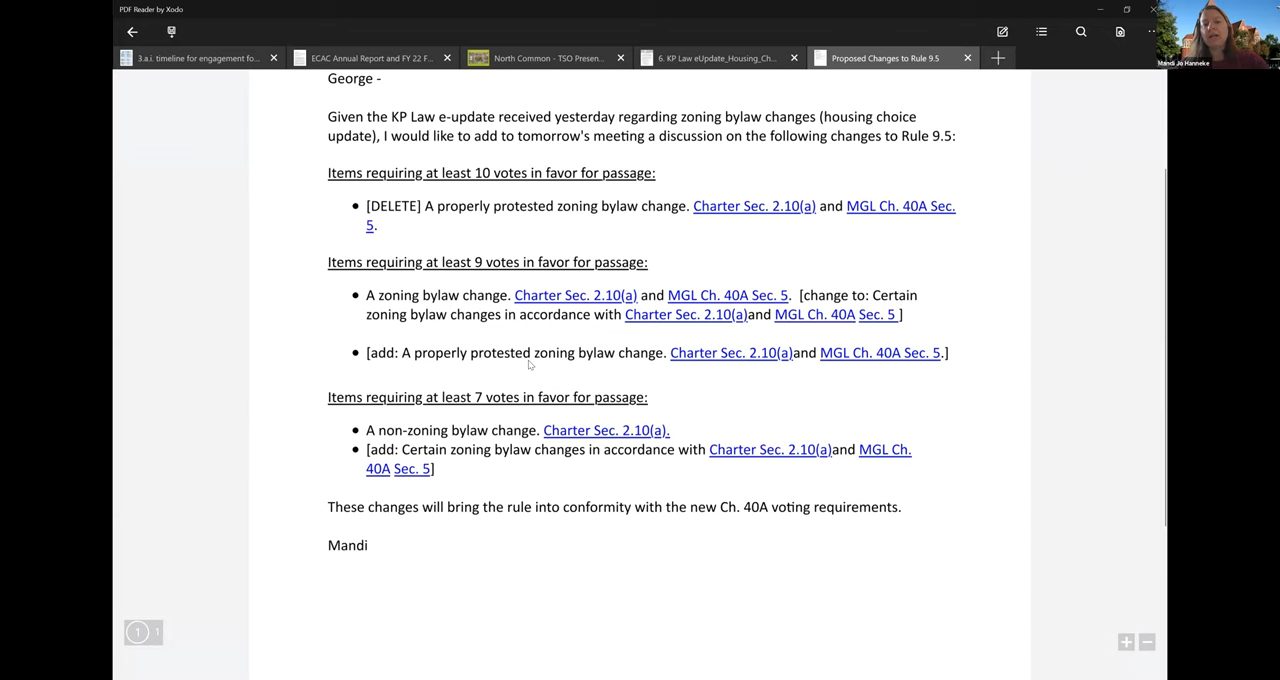 PDF Reader by Xodo
3.a.i. timeline for engagement fo...
ECAC Annual Report and FY 22 F...
North Common - TSO Presen...
6. KP Law eUpdate_Housing_Ch...
Proposed Changes to Rule 9.5
Mandi Jo Hanneke
George -
Given the KP Law e-update received yesterday regarding zoning bylaw changes (housing choice
update), I would like to add to tomorrow's meeting a discussion on the following changes to Rule 9.5:
Items requiring at least 10 votes in favor for passage:
• [DELETE] A properly protested zoning bylaw change. Charter Sec. 2.10(a) and MGL Ch. 40A Sec.
5.
Items requiring at least 9 votes in favor for passage:
• A zoning bylaw change. Charter Sec. 2.10(a) and MGL Ch. 40A Sec. 5. [change to: Certain
zoning bylaw changes in accordance with Charter Sec. 2.10(a)and MGL Ch. 40A Sec. 5 ]
• [add: A properly protested zoning bylaw change. Charter Sec. 2.10(a)and MGL Ch. 40A Sec. 5.]
Items requiring at least 7 votes in favor for passage:
• A non-zoning bylaw change. Charter Sec. 2.10(a).
• [add: Certain zoning bylaw changes in accordance with Charter Sec. 2.10(a)and MGL Ch.
40A Sec. 5]
These changes will bring the rule into conformity with the new Ch. 40A voting requirements.
Mandi
1 1